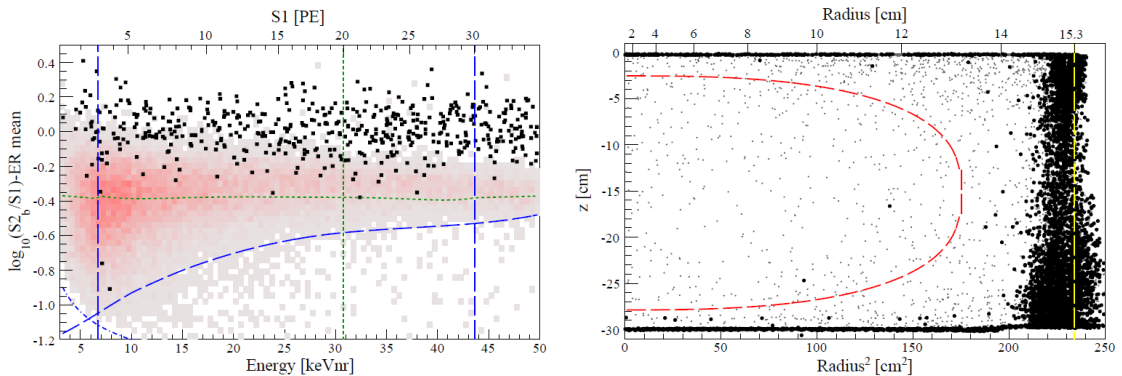 S1 [PE]
5 10 15 20 25 30
log10(S2b/S1)-ER mean
0.4
0.2
0.0
-0.2
-0.4
-0.6
-0.8
-1.0
-1.2
5 10 15 20 25 30 35 40 45 50
Energy [keVnr]
Radius [cm]
2 4 6 8 10 12 14 15.3
z [cm]
0
-5
-10
-15
-20
-25
-30
0 50 100 150 200 250
Radius² [cm²]